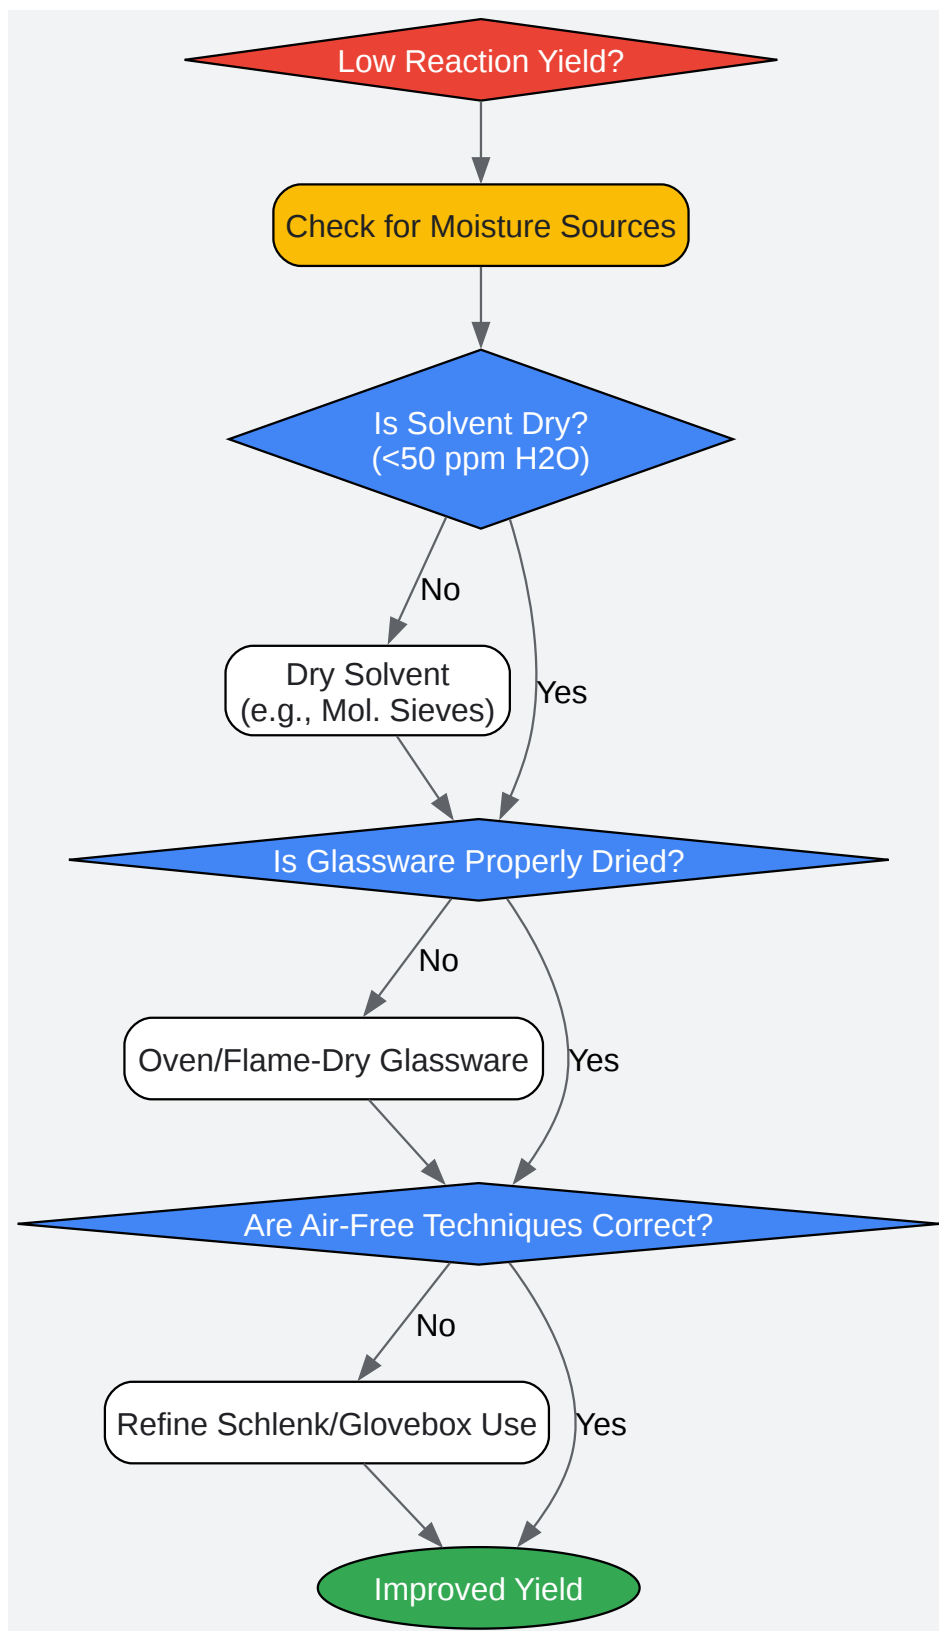 Low Reaction Yield?
Check for Moisture Sources
Is Solvent Dry?
(<50 ppm H2O)
No
Dry Solvent
(e.g., Mol. Sieves)
Yes
Is Glassware Properly Dried?
No
Oven/Flame-Dry Glassware
Yes
Are Air-Free Techniques Correct?
No
Refine Schlenk/Glovebox Use
Yes
Improved Yield